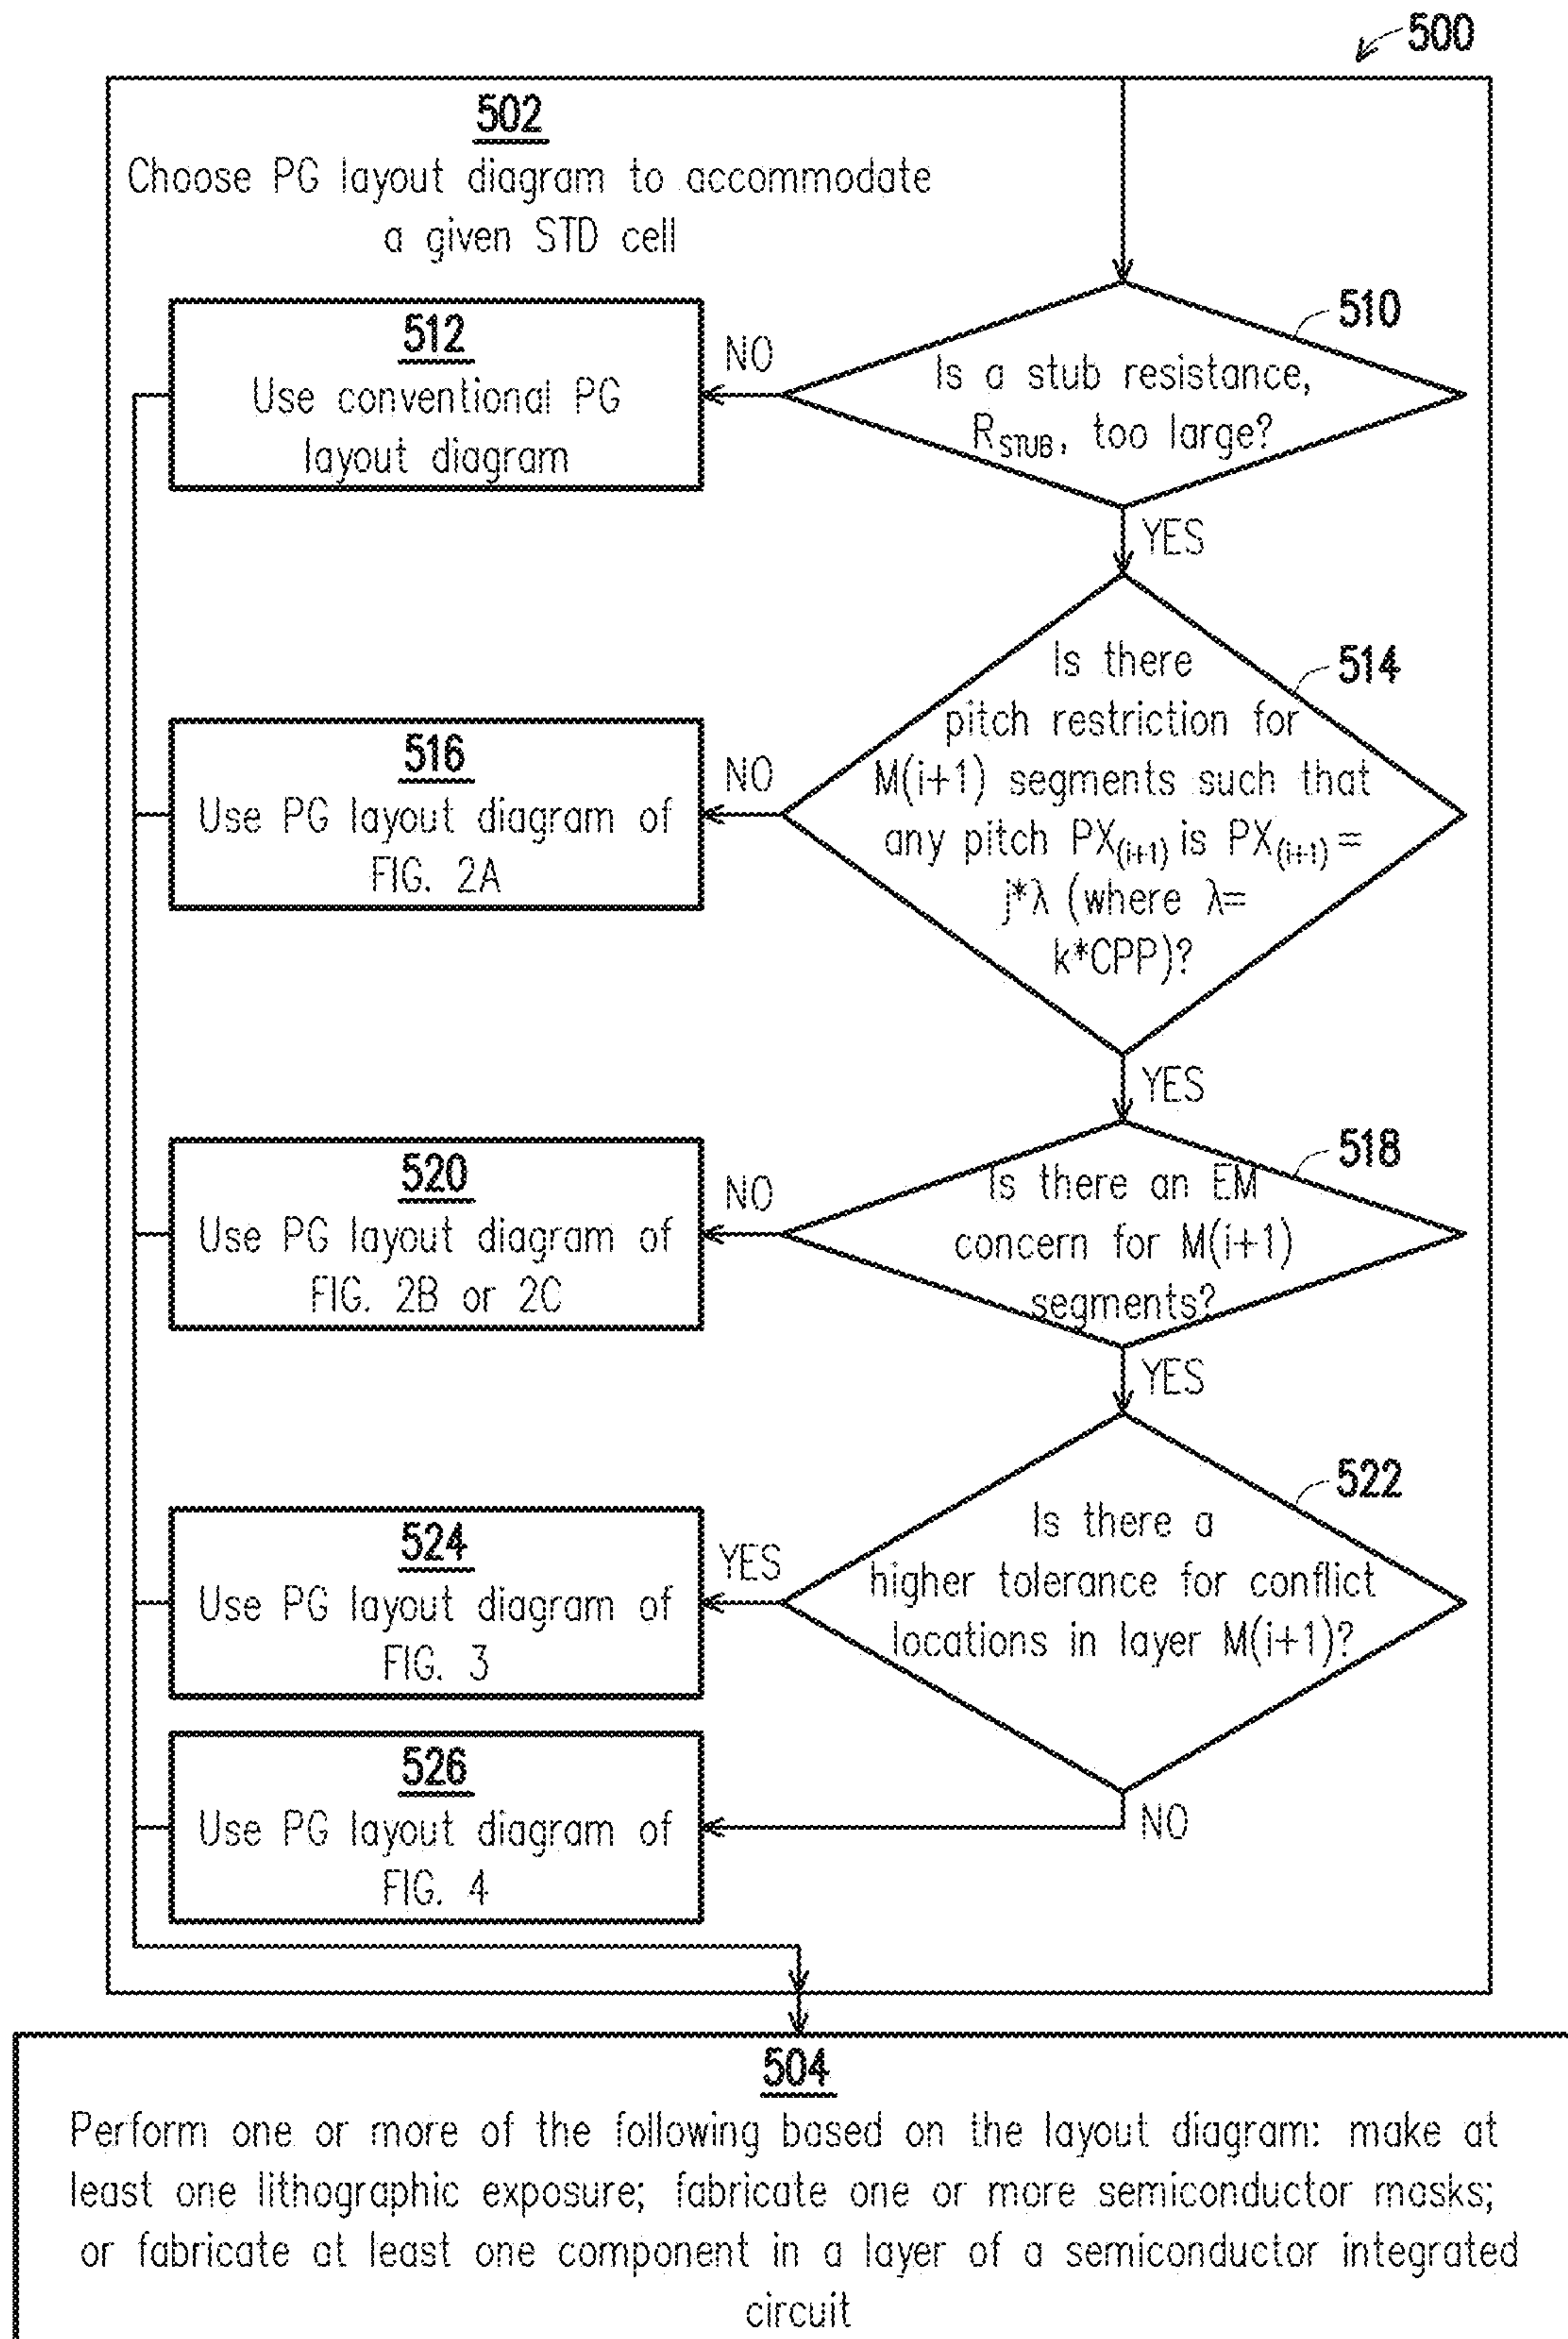 500
502
Choose PG layout diagram to accommodate
a given STD cell
510
Is a stub resistance,
RSTUB, too large?
NO
512
Use conventional PG
layout diagram
YES
514
Is there
pitch restriction for
M(i+1) segments such that
any pitch PX(i+1) is PX(i+1) =
j*λ (where λ=
k*CPP)?
NO
516
Use PG layout diagram of
FIG. 2A
YES
518
Is there an EM
concern for M(i+1)
segments?
NO
520
Use PG layout diagram of
FIG. 2B or 2C
YES
522
Is there a
higher tolerance for conflict
locations in layer M(i+1)?
YES
524
Use PG layout diagram of
FIG. 3
NO
526
Use PG layout diagram of
FIG. 4
504
Perform one or more of the following based on the layout diagram: make at
least one lithographic exposure; fabricate one or more semiconductor masks;
or fabricate at least one component in a layer of a semiconductor integrated
circuit